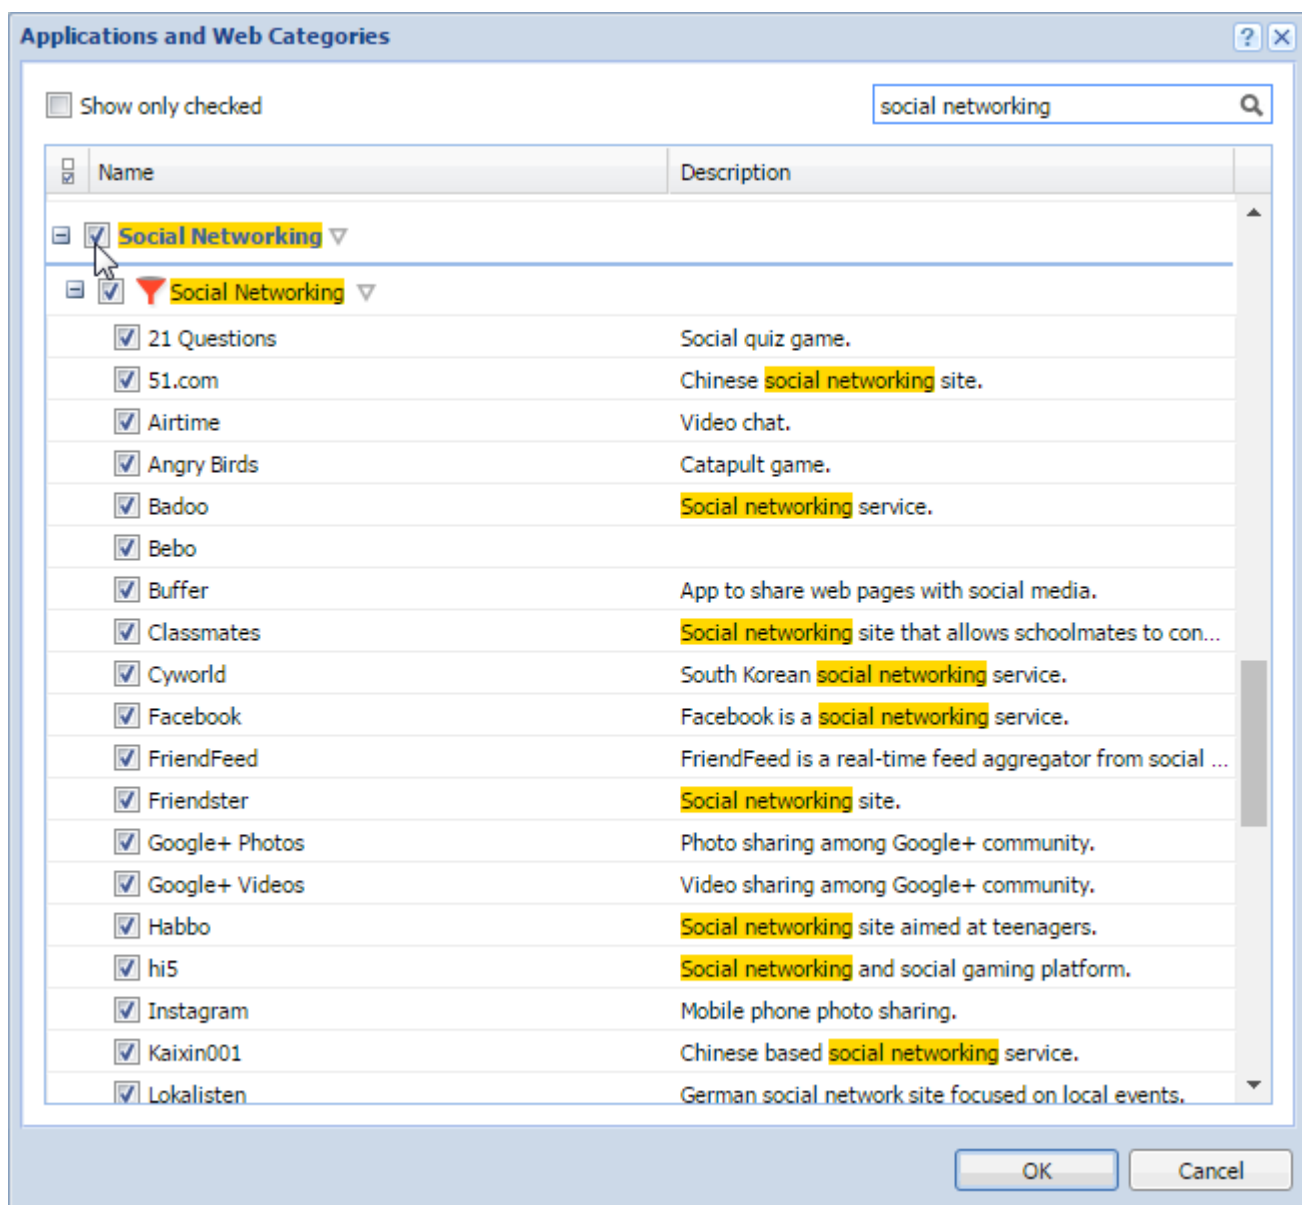 Applications and Web Categories
Show only checked
social networking
Name Description
Social Networking
Social Networking
21 Questions Social quiz game.
51.com Chinese social networking site.
Airtime Video chat.
Angry Birds Catapult game.
Badoo Social networking service.
Bebo
Buffer App to share web pages with social media.
Classmates Social networking site that allows schoolmates to con...
Cyworld South Korean social networking service.
Facebook Facebook is a social networking service.
FriendFeed FriendFeed is a real-time feed aggregator from social ...
Friendster Social networking site.
Google+ Photos Photo sharing among Google+ community.
Google+ Videos Video sharing among Google+ community.
Habbo Social networking site aimed at teenagers.
hi5 Social networking and social gaming platform.
Instagram Mobile phone photo sharing.
Kaixin001 Chinese based social networking service.
Lokalisten German social network site focused on local events.
OK Cancel